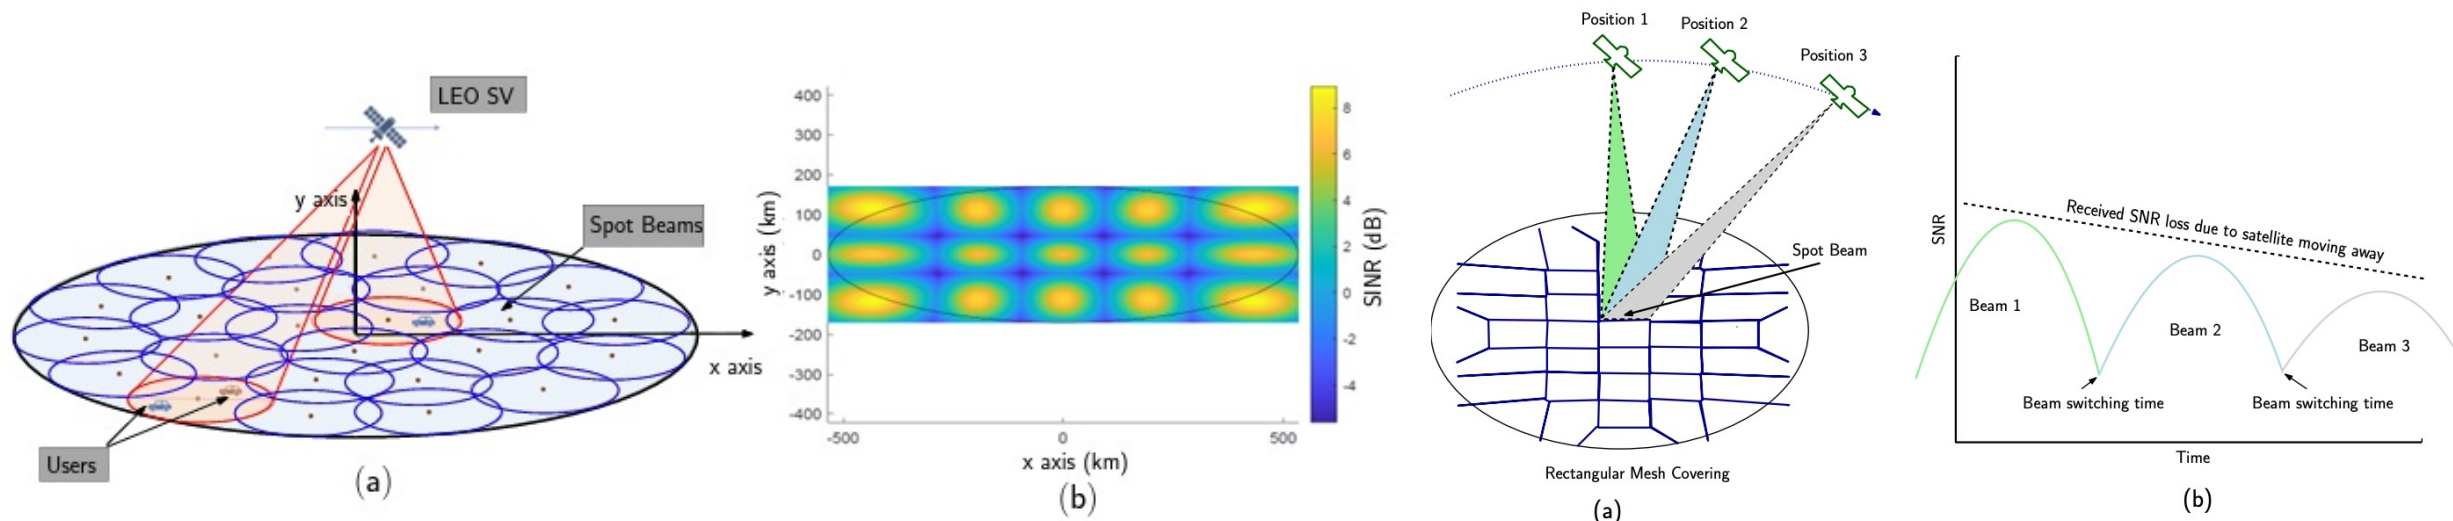 LEO SV
y axis
Spot Beams
x axis
Users
(a)
400
300
200
100
0
-100
-200
-300
-400
y axis (km)
-500
0
500
x axis (km)
8
6
4
2
0
-2
-4
SINR (dB)
(b)
Position 1
Position 2
Position 3
Spot Beam
Rectangular Mesh Covering
(a)
SNR
Received SNR loss due to satellite moving away
Beam 1
Beam 2
Beam 3
Beam switching time
Beam switching time
Time
(b)